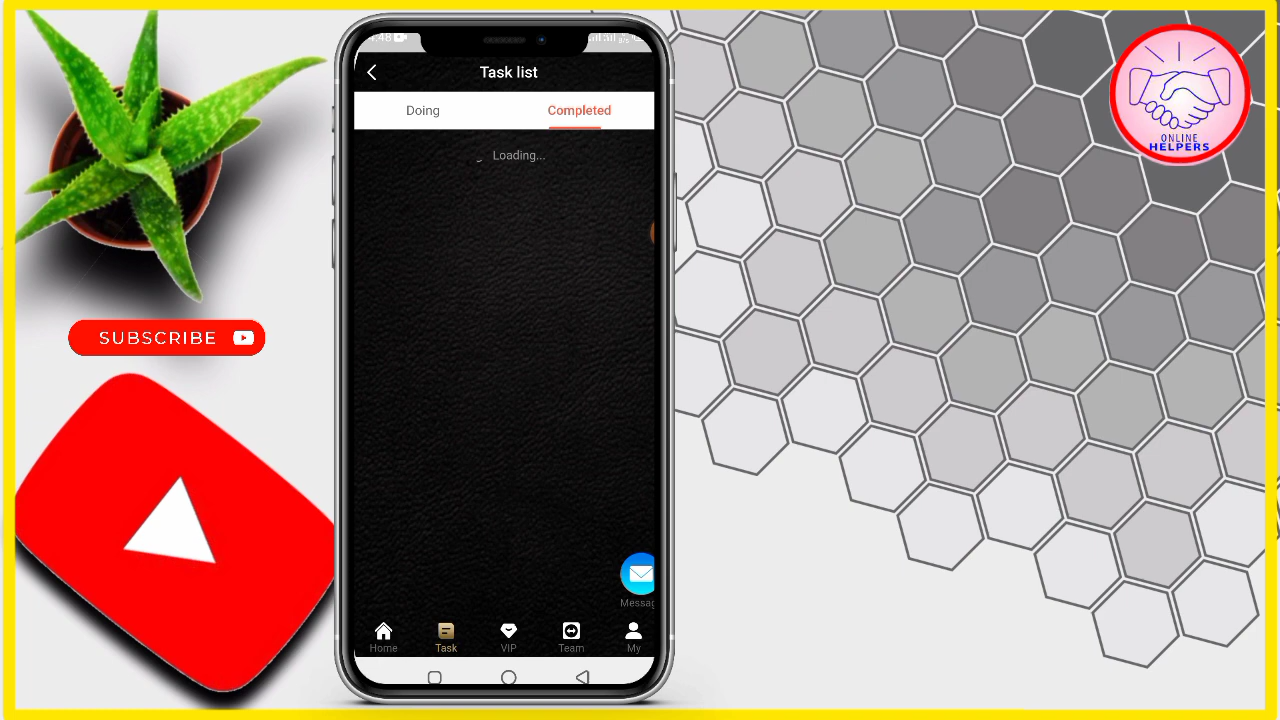 Task list
Doing
Completed
Loading...
SUBSCRIBE
ONLINE
HELPERS
Home
Task
VIP
Team
My